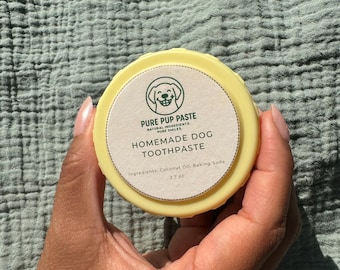 PURE PUP PASTE
NATURAL INGREDIENTS.
PURE SMILES.
HOMEMADE DOG
TOOTHPASTE
Ingredients: Coconut Oil, Baking Soda